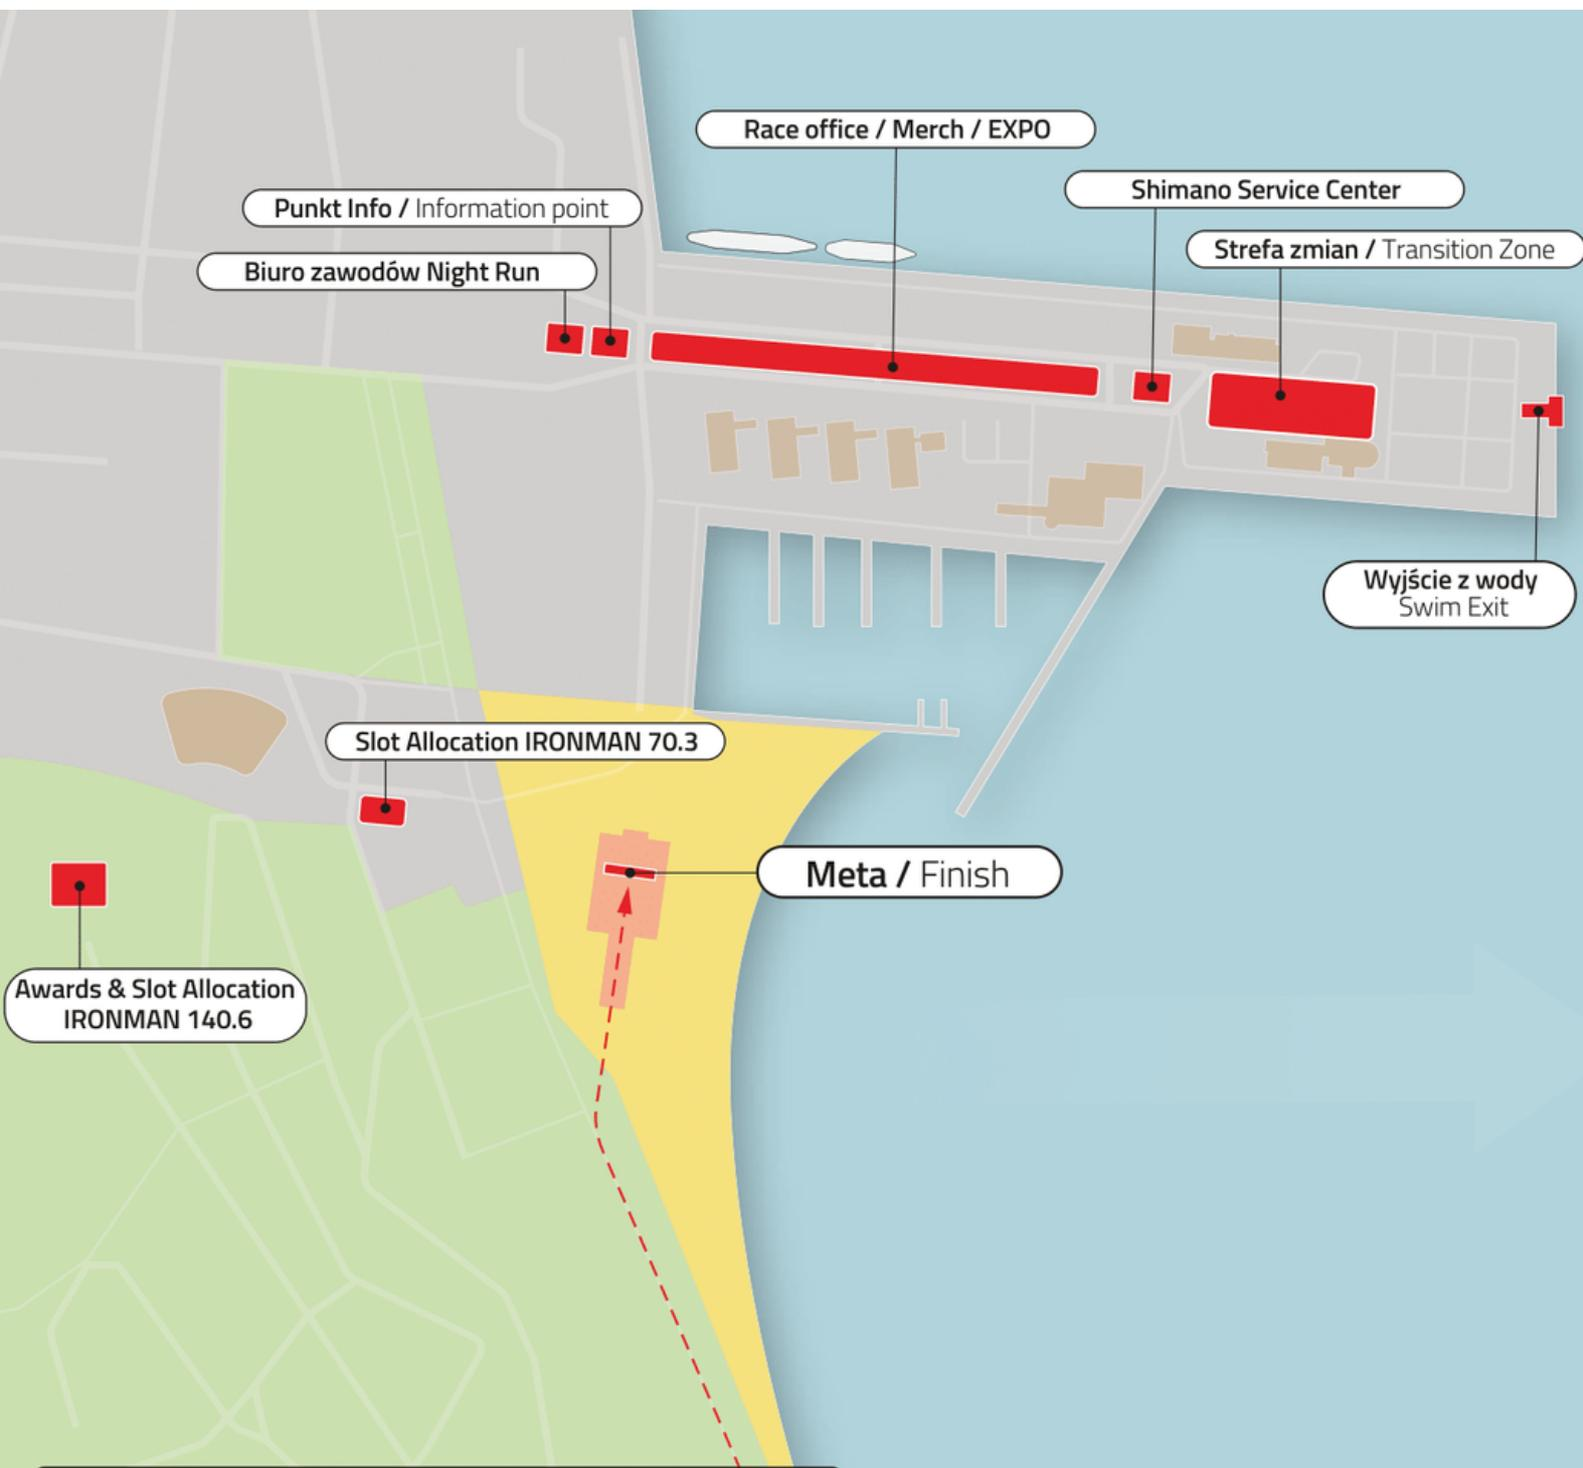 Race office / Merch / EXPO
Shimano Service Center
Punkt Info / Information point
Strefa zmian / Transition Zone
Biuro zawodów Night Run
Wyjście z wody
Swim Exit
Slot Allocation IRONMAN 70.3
Meta / Finish
Awards & Slot Allocation
IRONMAN 140.6